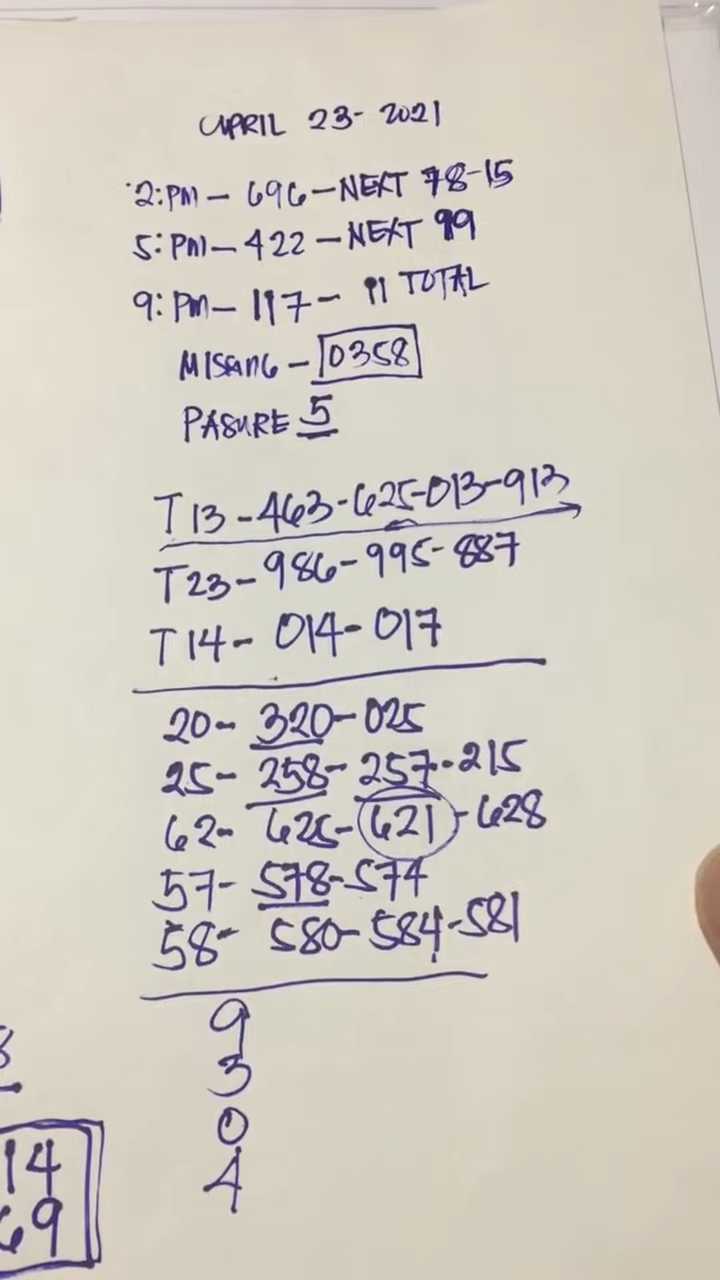 APRIL 23-2021
2:PM-696-NEXT 78-15
5:PM-422-NEXT 99
9:PM-117-11 TOTAL
MISSANG-0358
PASURE 5
T13-463-625-013-913
T23-986-995-887
T14-014-017
20-320-025
25-258-257-215
62-625-621-628
57-578-574
58-580-584-581
9
3
0
4
8
14
69